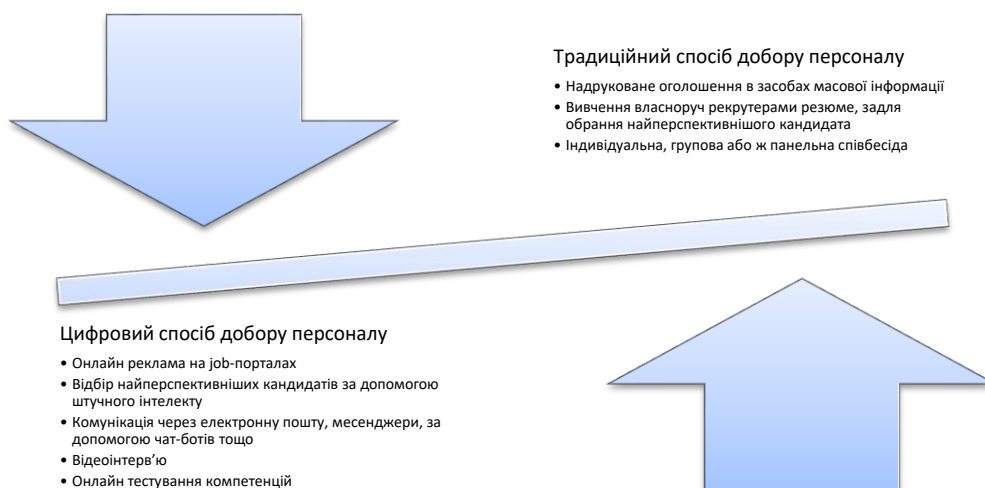 Традиційний спосіб добору персоналу
• Надруковане оголошення в засобах масової інформації
• Вивчення власноруч рекрутерами резюме, задля
обрання найперспективнішого кандидата
• Індивідуальна, групова або ж панельна співбесіда
Цифровий спосіб добору персоналу
• Онлайн реклама на job-порталах
• Відбір найперспективніших кандидатів за допомогою
штучного інтелекту
• Комунікація через електронну пошту, месенджери, за
допомогою чат-ботів тощо
• Відеоінтерв’ю
• Онлайн тестування компетенцій